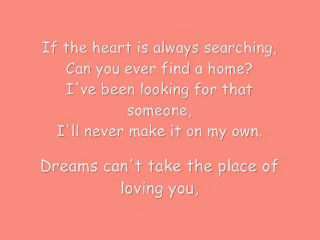 If the heart is always searching,
Can you ever find a home?
I've been looking for that
someone,
I'll never make it on my own.
Dreams can't take the place of
loving you,